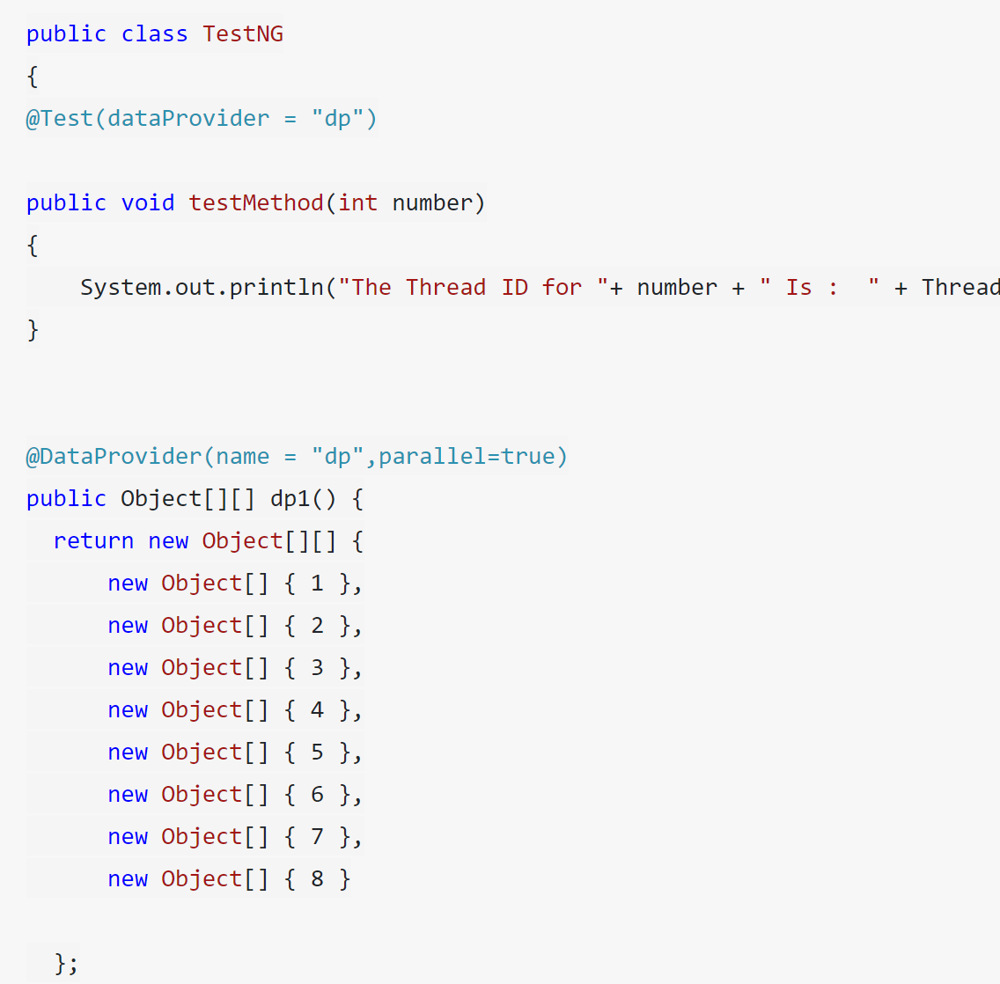 public class TestNG
{
@Test(dataProvider = "dp")
public void testMethod(int number)
{
    System.out.println("The Thread ID for "+ number + " Is :  " + Thread
}
@DataProvider(name = "dp",parallel=true)
public Object[][] dp1() {
  return new Object[][] {
      new Object[] { 1 },
      new Object[] { 2 },
      new Object[] { 3 },
      new Object[] { 4 },
      new Object[] { 5 },
      new Object[] { 6 },
      new Object[] { 7 },
      new Object[] { 8 }
  };